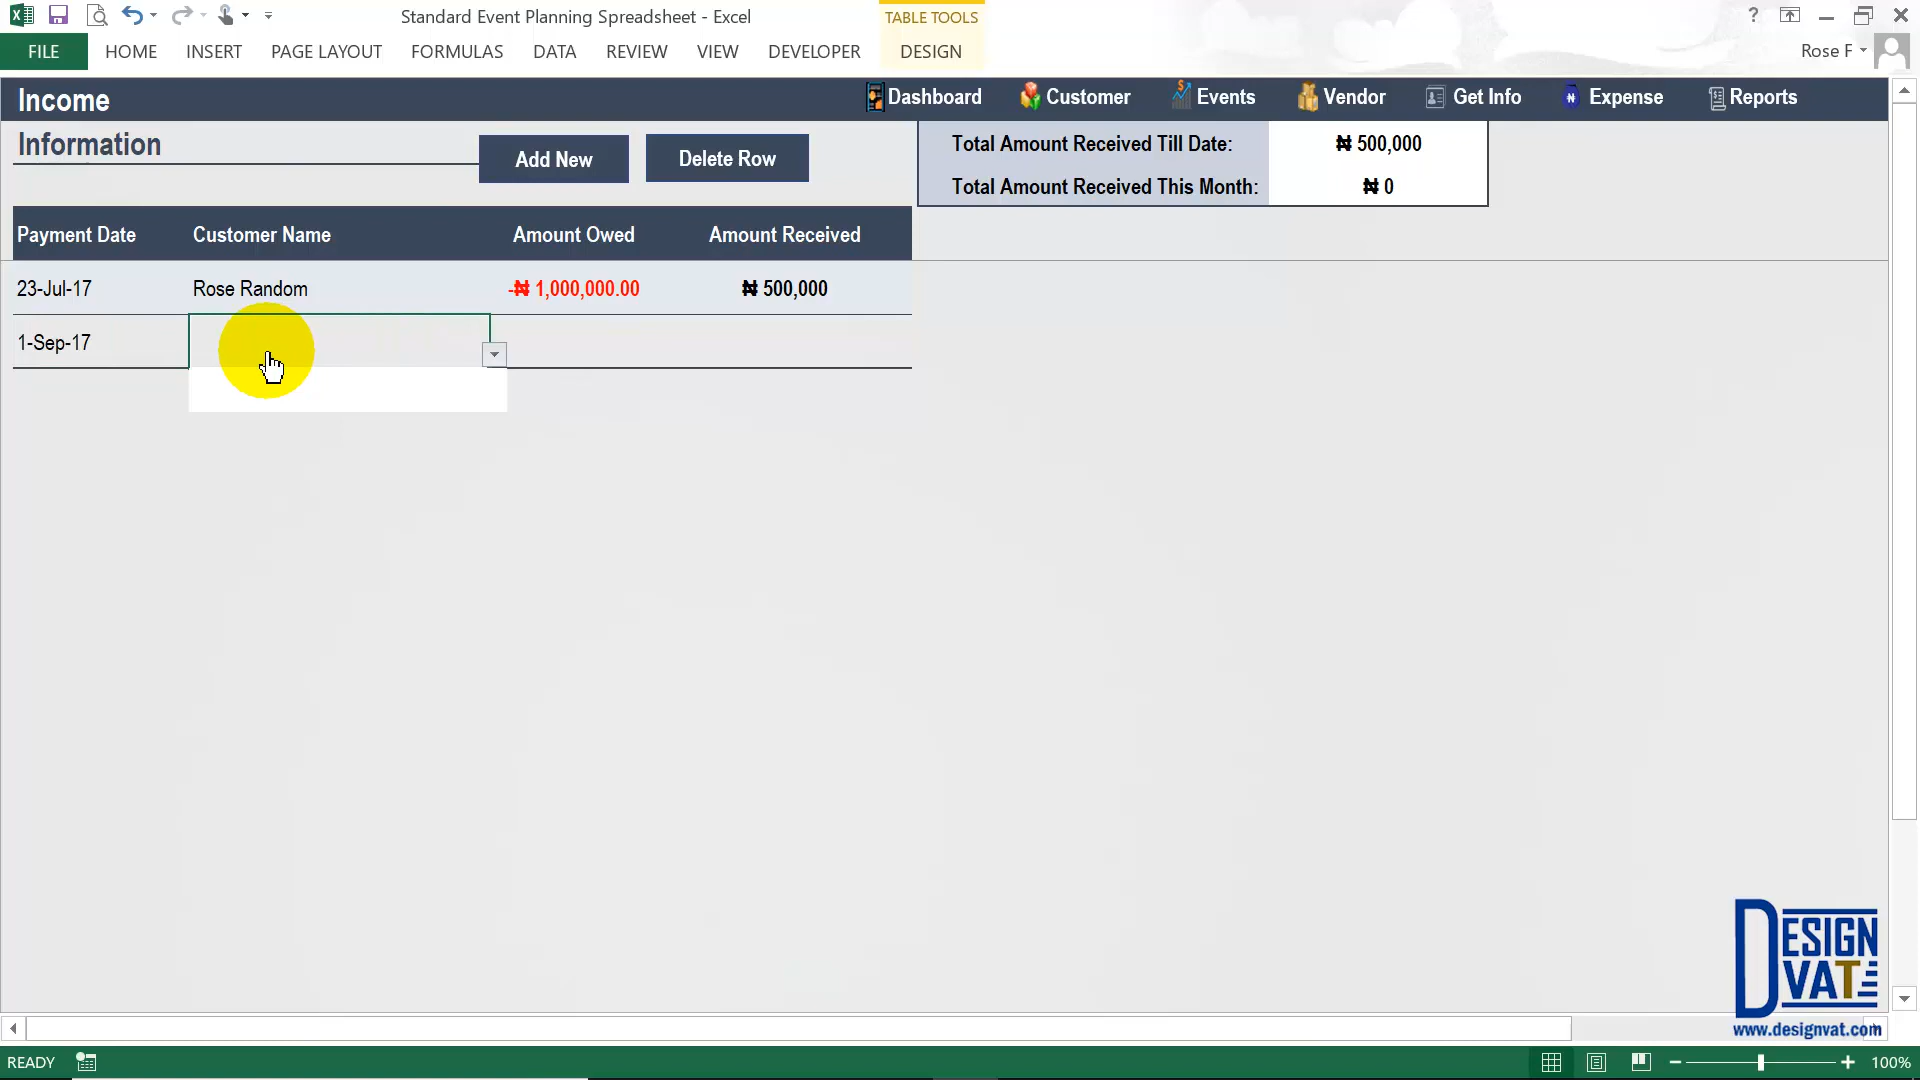 Standard Event Planning Spreadsheet - Excel
TABLE TOOLS
?
FILE
HOME
INSERT
PAGE LAYOUT
FORMULAS
DATA
REVIEW
VIEW
DEVELOPER
DESIGN
Rose F
Income
Dashboard
Customer
Events
Vendor
Get Info
Expense
Reports
Information
Add New
Delete Row
Total Amount Received Till Date:
₦ 500,000
Total Amount Received This Month:
₦ 0
Payment Date
Customer Name
Amount Owed
Amount Received
23-Jul-17
Rose Random
-₦ 1,000,000.00
₦ 500,000
1-Sep-17
DESIGN
VAT
www.designvat.com
READY
100%